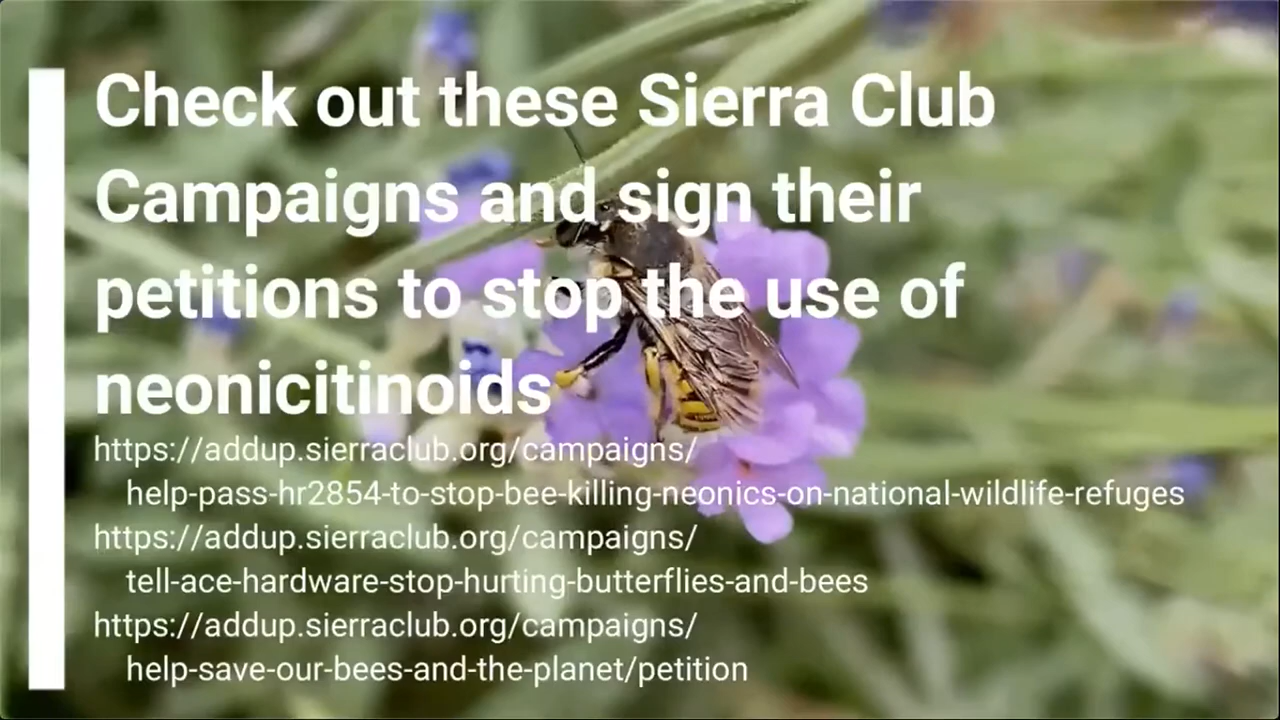 Check out these Sierra Club
Campaigns and sign their
petitions to stop the use of
neonicitinoids
https://addup.sierraclub.org/campaigns/
help-pass-hr2854-to-stop-bee-killing-neonics-on-national-wildlife-refuges
https://addup.sierraclub.org/campaigns/
tell-ace-hardware-stop-hurting-butterflies-and-bees
https://addup.sierraclub.org/campaigns/
help-save-our-bees-and-the-planet/petition